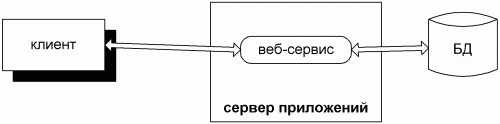 клиент
веб-сервис
БД
сервер приложений